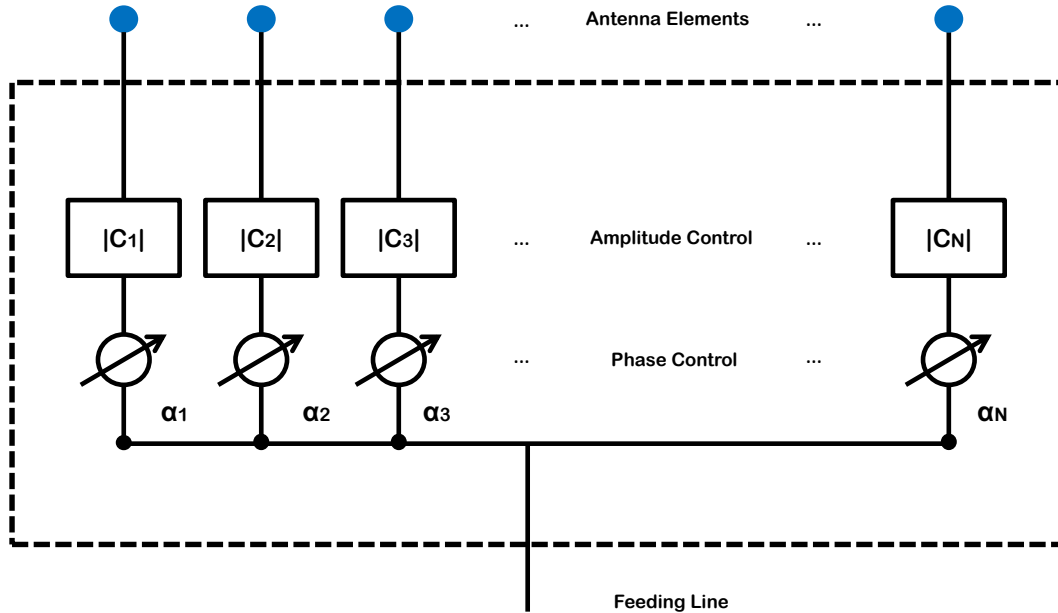 ... Antenna Elements ...
|C1| |C2| |C3| ... Amplitude Control ... |CN|
... Phase Control ...
α1 α2 α3 αN
Feeding Line